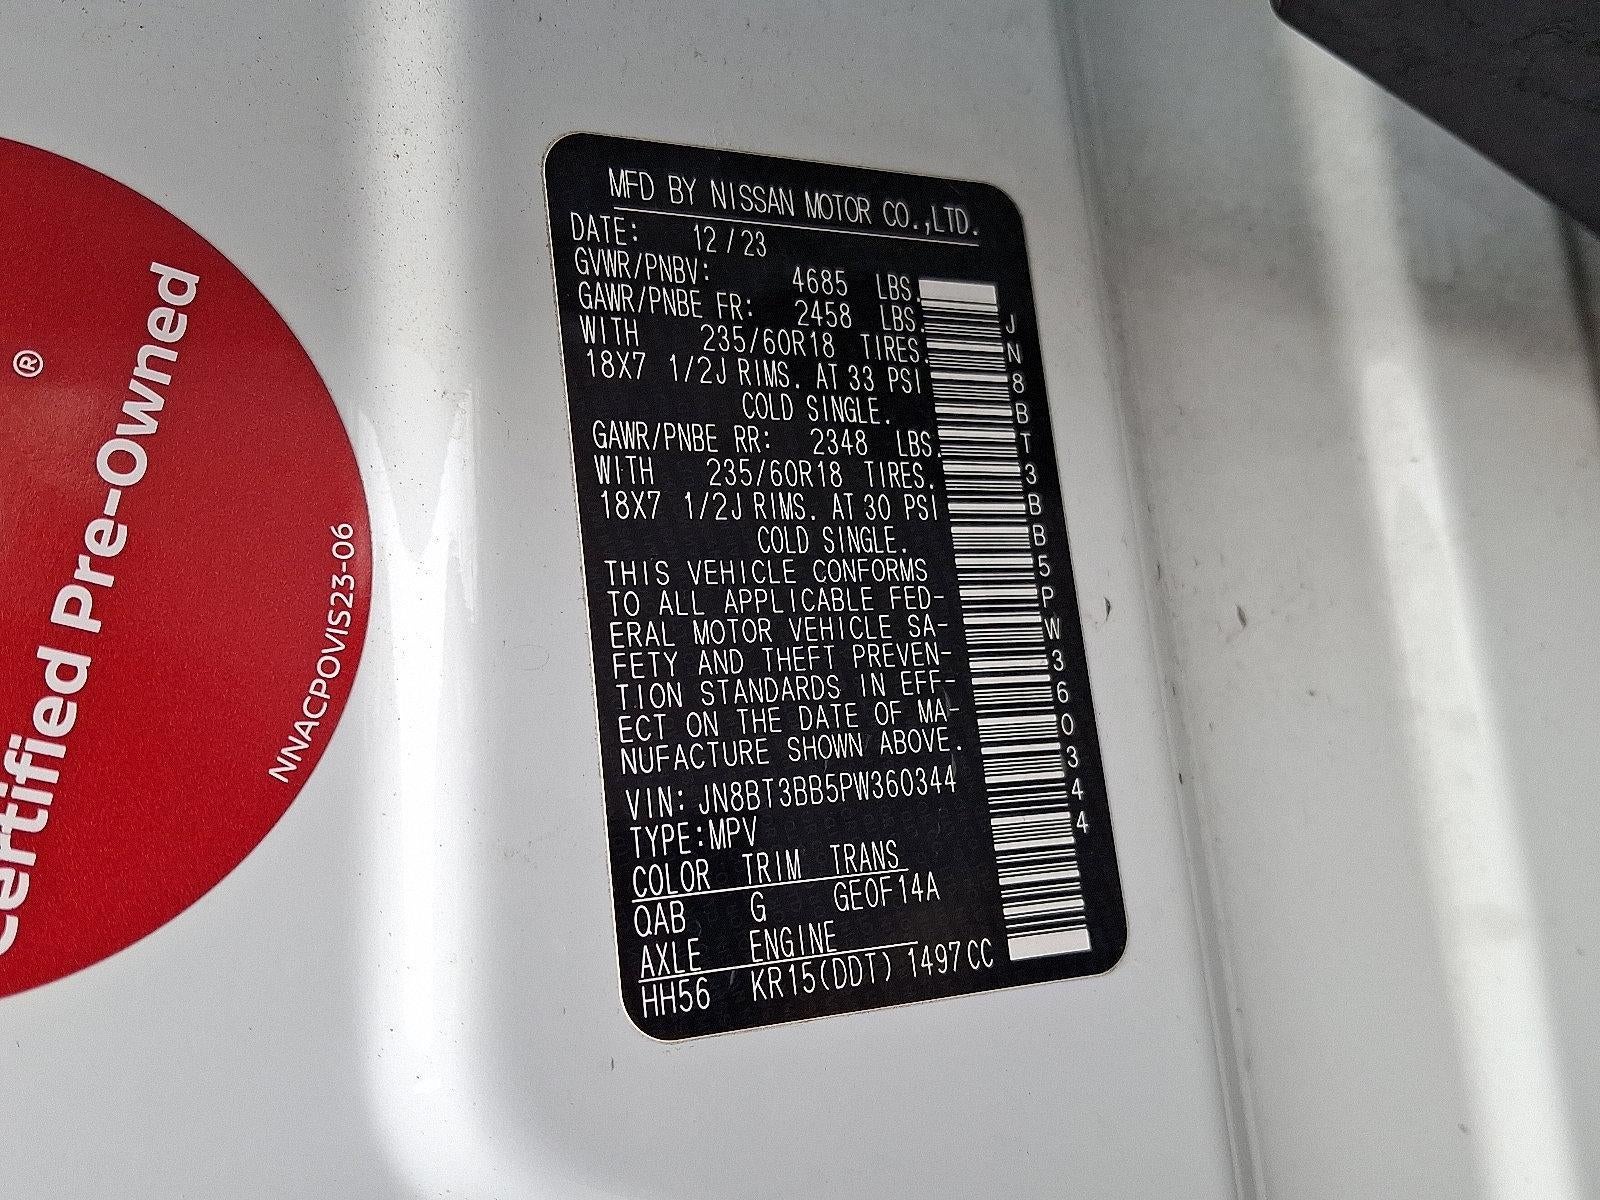 ®
Certified Pre-Owned
NNACPOVIS23-06
MFD BY NISSAN MOTOR CO.,LTD.
DATE: 12/23
GVWR/PNBV: 4685 LBS.
GAWR/PNBE FR: 2458 LBS.
WITH 235/60R18 TIRES.
18X7 1/2J RIMS. AT 33 PSI
COLD SINGLE.
GAWR/PNBE RR: 2348 LBS.
WITH 235/60R18 TIRES.
18X7 1/2J RIMS. AT 30 PSI
COLD SINGLE.
THIS VEHICLE CONFORMS
TO ALL APPLICABLE FED-
ERAL MOTOR VEHICLE SA-
FETY AND THEFT PREVEN-
TION STANDARDS IN EFF-
ECT ON THE DATE OF MA-
NUFACTURE SHOWN ABOVE.
VIN: JN8BT3BB5PW360344
TYPE:MPV
COLOR TRIM TRANS
QAB G GE0F14A
AXLE ENGINE
HH56 KR15(DDT) 1497CC
JN8BT3BB5PW360344